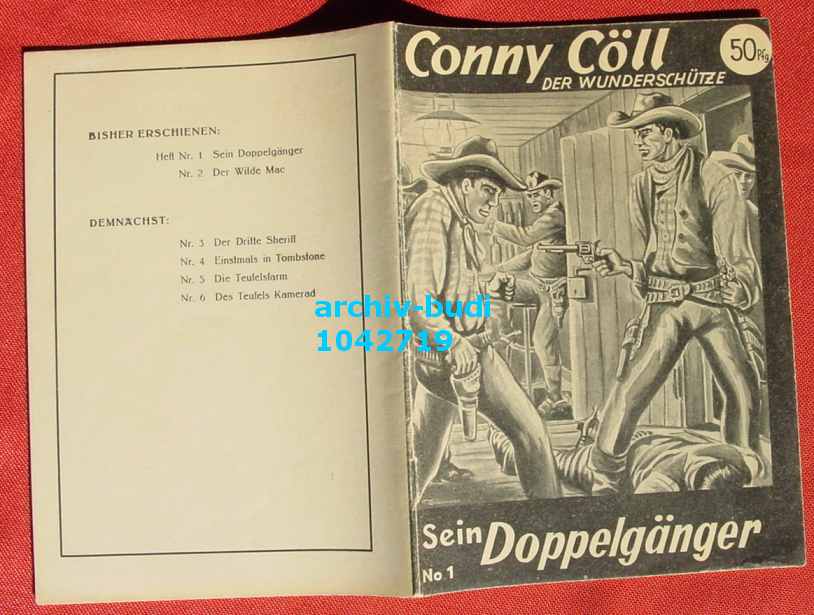 BISHER ERSCHIENEN:
Heft Nr. 1 Sein Doppelgänger
Nr. 2 Der Wilde Mac
DEMNÄCHST:
Nr. 3 Der Dritte Sheriff
Nr. 4 Einstmals in Tombstone
Nr. 5 Die Teufelsfarm
Nr. 6 Des Teufels Kamerad
Conny Cöll
DER WUNDERSCHÜTZE
50 Pfg
Sein Doppelgänger
No. 1
archiv-budi
1042719